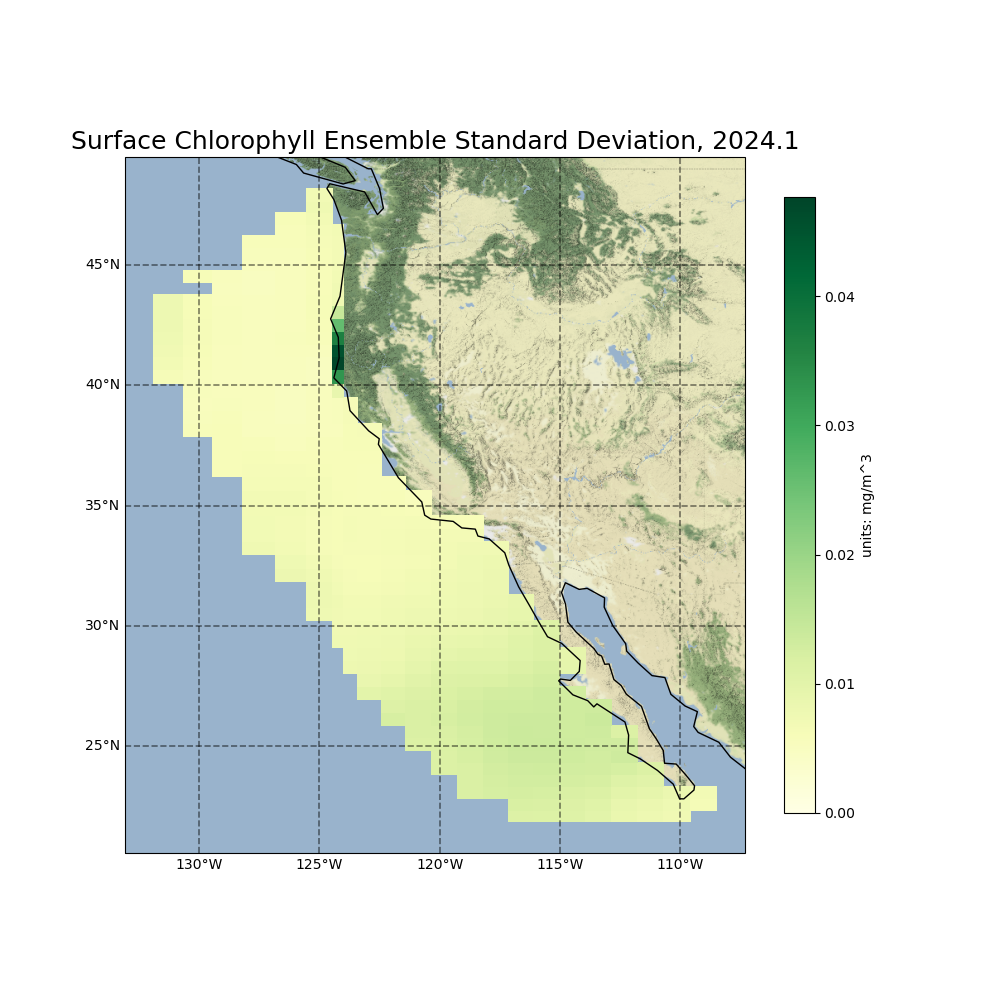 Surface Chlorophyll Ensemble Standard Deviation, 2024.1
45°N
40°N
35°N
30°N
25°N
130°W 125°W 120°W 115°W 110°W
0.04
0.03
0.02
0.01
0.00
units: mg/m^3